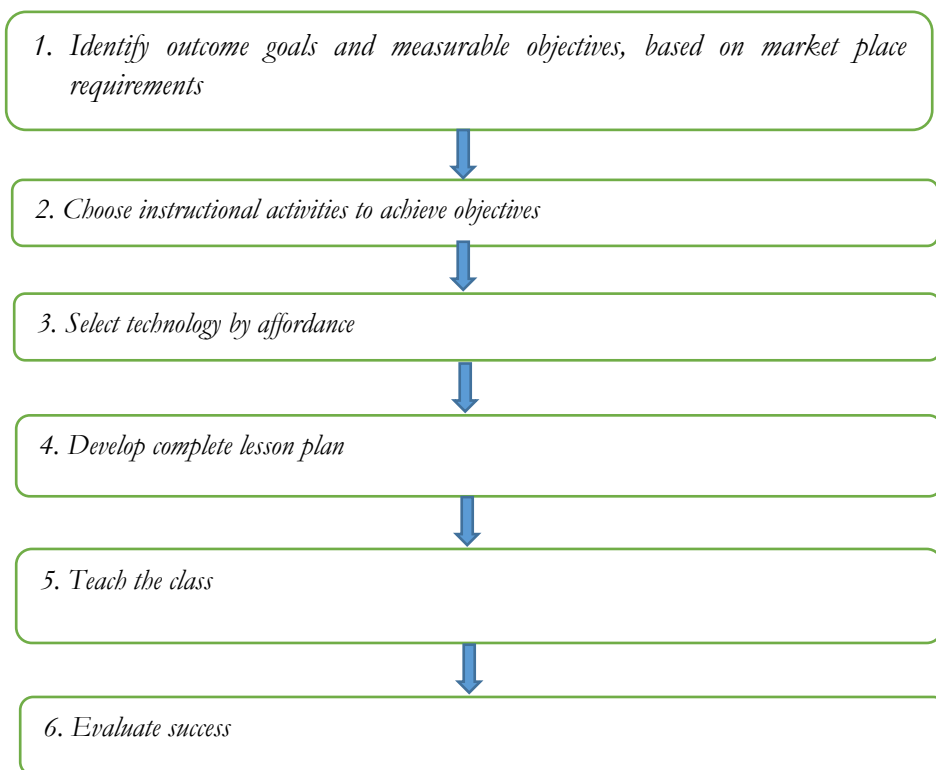 1. Identify outcome goals and measurable objectives, based on market place
requirements
2. Choose instructional activities to achieve objectives
3. Select technology by affordance
4. Develop complete lesson plan
5. Teach the class
6. Evaluate success